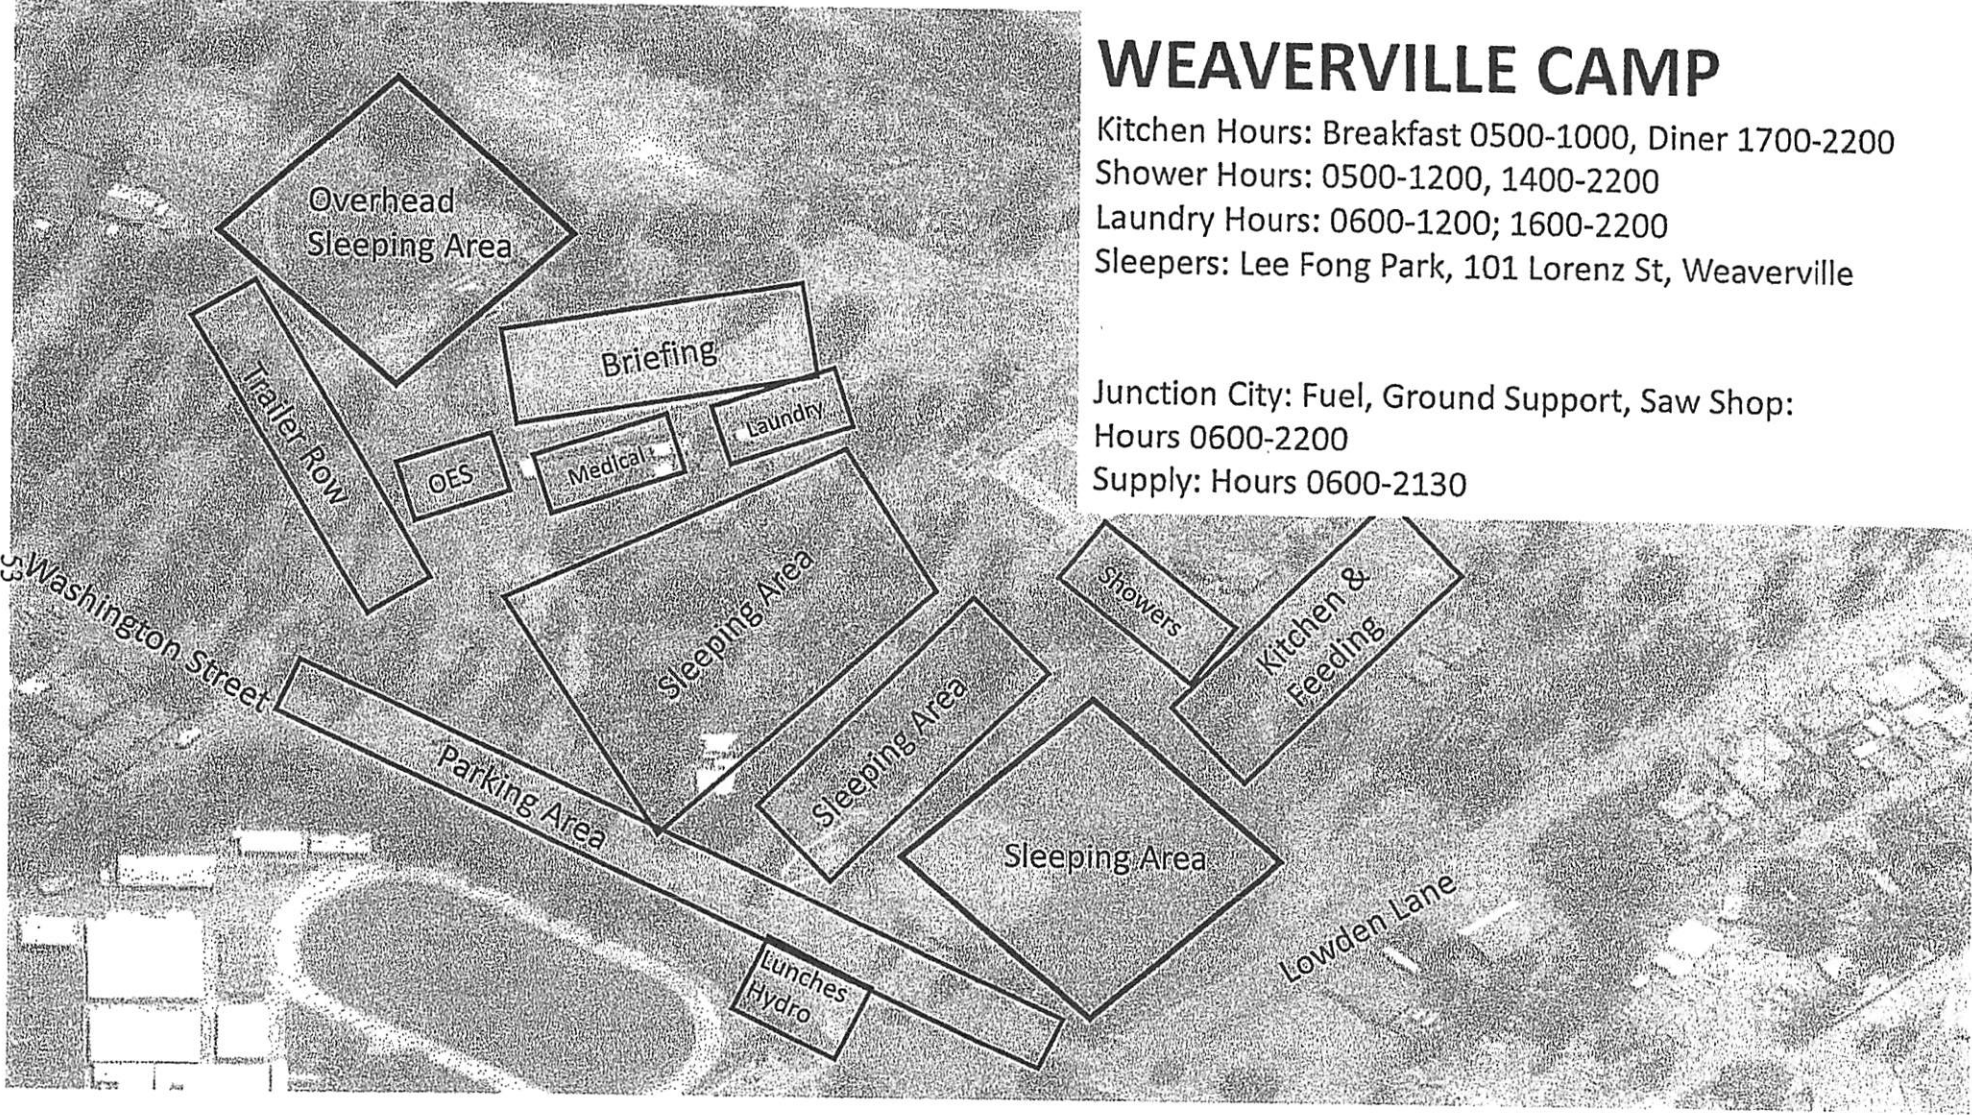 WEAVERVILLE CAMP
Kitchen Hours: Breakfast 0500-1000, Diner 1700-2200
Shower Hours: 0500-1200, 1400-2200
Laundry Hours: 0600-1200; 1600-2200
Sleepers: Lee Fong Park, 101 Lorenz St, Weaverville
Junction City: Fuel, Ground Support, Saw Shop:
Hours 0600-2200
Supply: Hours 0600-2130
Overhead
Sleeping Area
Briefing
Trailer Row
Laundry
OES
Medical
Sleeping Area
Showers
Kitchen &
Feeding
53
Washington Street
Parking Area
Sleeping Area
Sleeping Area
Lowden Lane
Lunches
Hydro